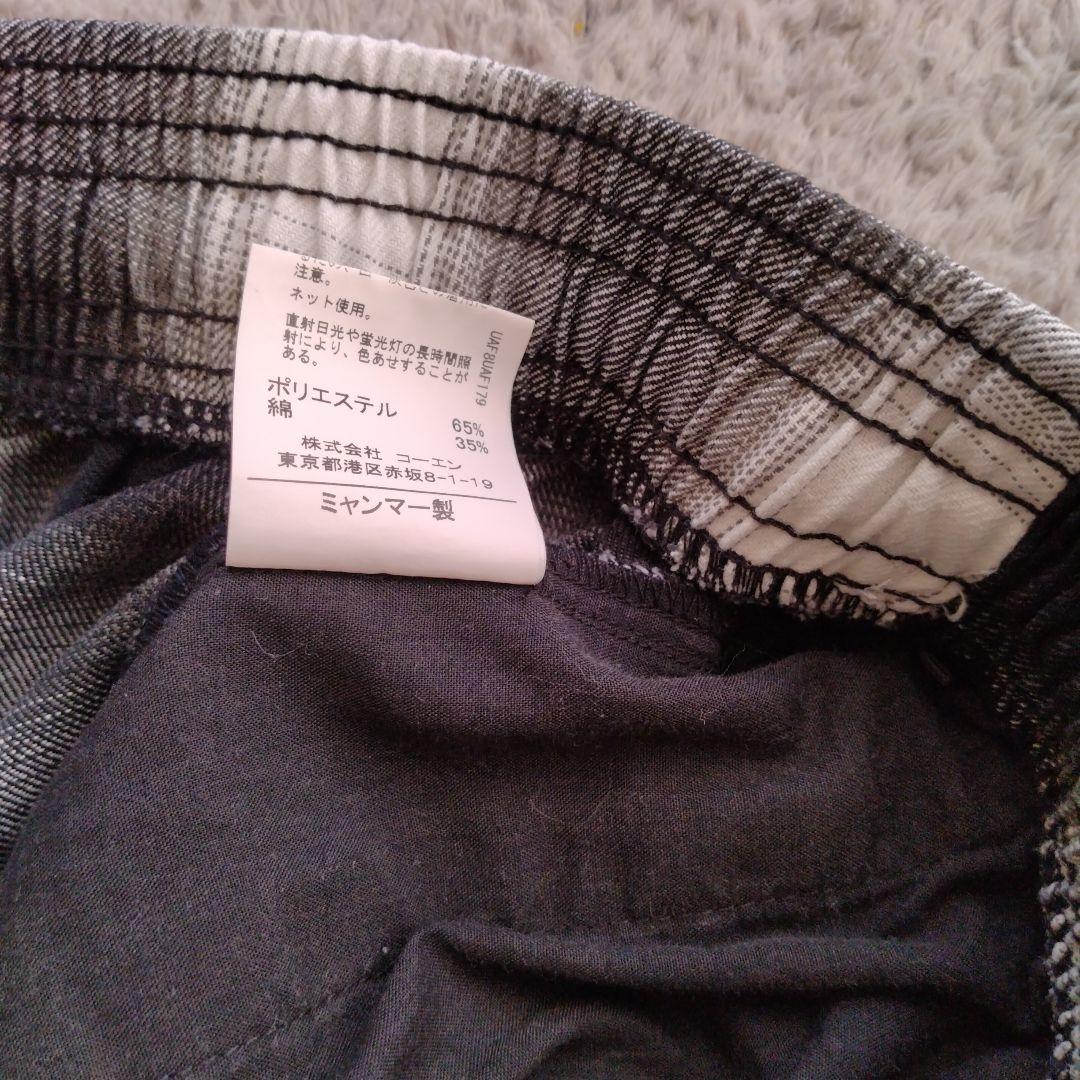 注意。
ネット使用。
直射日光や蛍光灯の長時間照
射により、色あせすることが
ある。
UAF8UAF179
ポリエステル 65%
綿 35%
株式会社 コーエン
東京都港区赤坂8-1-19
ミャンマー製